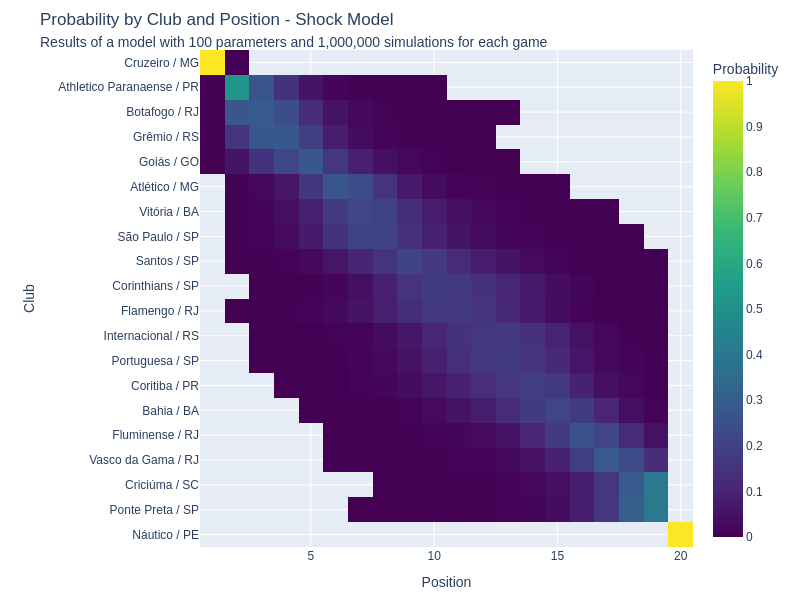 Probability by Club and Position - Shock Model
Results of a model with 100 parameters and 1,000,000 simulations for each game
Probability
Club
Cruzeiro / MG
Athletico Paranaense / PR
Botafogo / RJ
Grêmio / RS
Goiás / GO
Atlético / MG
Vitória / BA
São Paulo / SP
Santos / SP
Corinthians / SP
Flamengo / RJ
Internacional / RS
Portuguesa / SP
Coritiba / PR
Bahia / BA
Fluminense / RJ
Vasco da Gama / RJ
Criciúma / SC
Ponte Preta / SP
Náutico / PE
1
0.9
0.8
0.7
0.6
0.5
0.4
0.3
0.2
0.1
0
5
10
15
20
Position